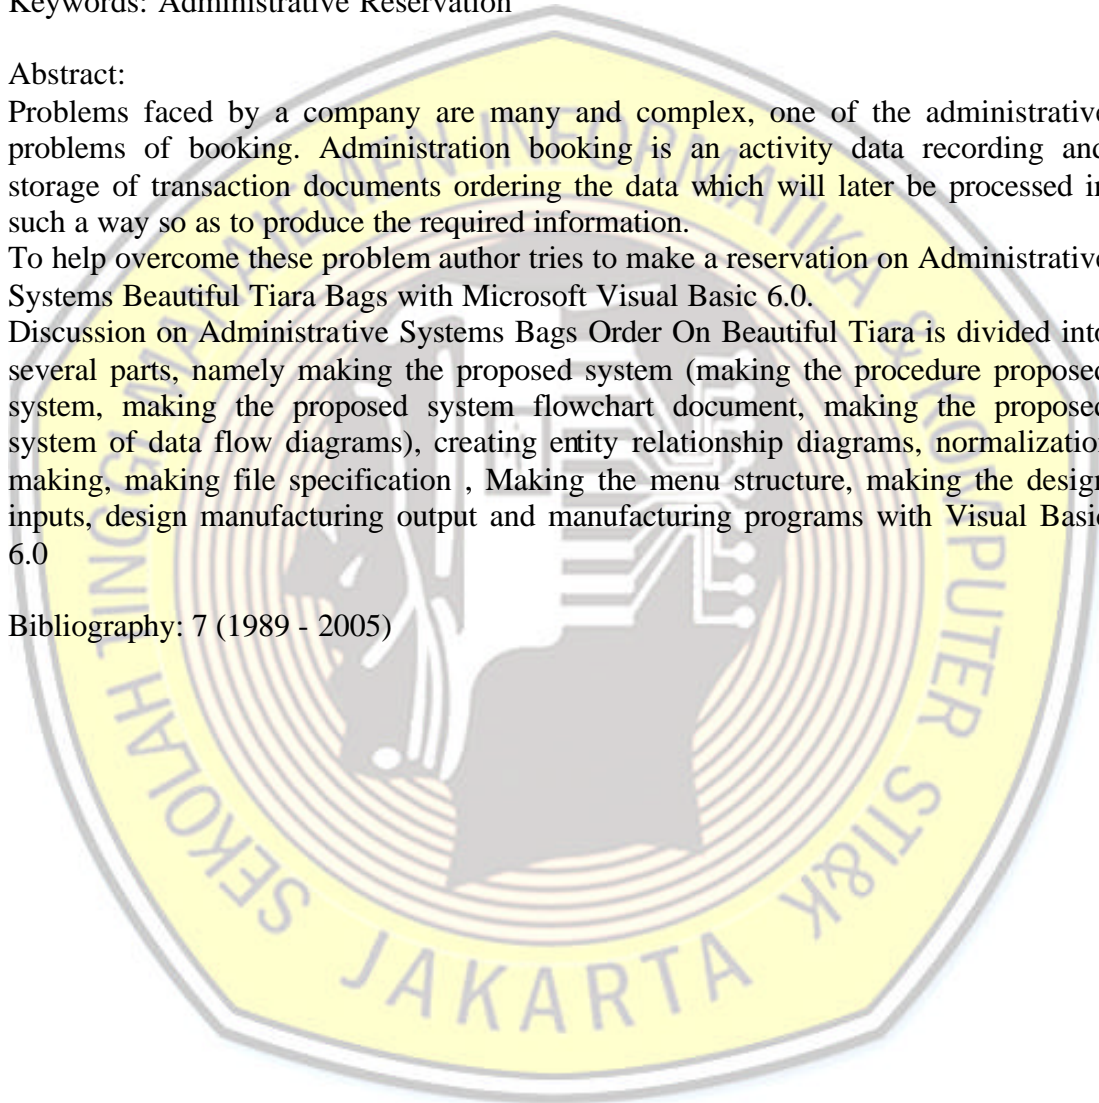 Keywords: Administrative Reservation
Abstract:
Problems faced by a company are many and complex, one of the administrative
problems of booking. Administration booking is an activity data recording and
storage of transaction documents ordering the data which will later be processed in
such a way so as to produce the required information.
To help overcome these problem author tries to make a reservation on Administrative
Systems Beautiful Tiara Bags with Microsoft Visual Basic 6.0.
Discussion on Administrative Systems Bags Order On Beautiful Tiara is divided into
several parts, namely making the proposed system (making the procedure proposed
system, making the proposed system flowchart document, making the proposed
system of data flow diagrams), creating entity relationship diagrams, normalization
making, making file specification , Making the menu structure, making the design
inputs, design manufacturing output and manufacturing programs with Visual Basic
6.0
Bibliography: 7 (1989 - 2005)
SEKOLAH TINGGI MANAJEMEN INFORMATIKA & KOMPUTER STI&K
JAKARTA